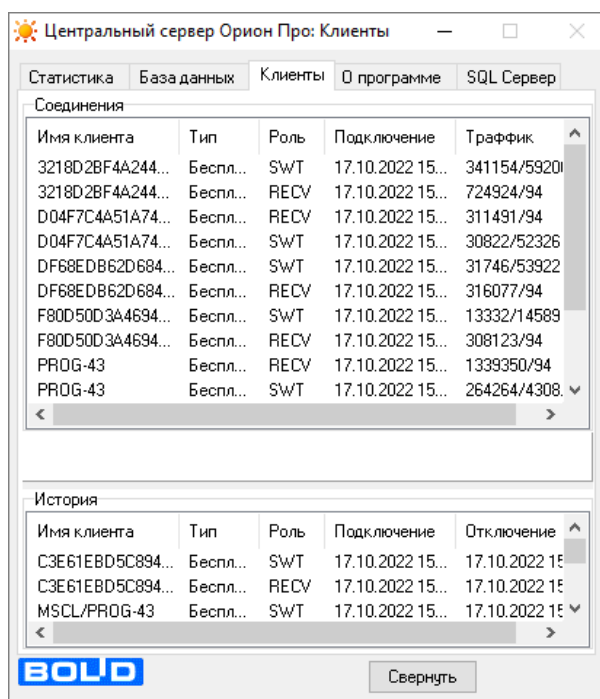 Центральный сервер Орион Про: Клиенты
Статистика База данных Клиенты О программе SQL Сервер
Соединения
Имя клиента Тип Роль Подключение Траффик
3218D2BF4A244... Беспл... SWT 17.10.2022 15... 341154/5920
3218D2BF4A244... Беспл... RECV 17.10.2022 15... 724924/94
D04F7C4A51A74... Беспл... RECV 17.10.2022 15... 311491/94
D04F7C4A51A74... Беспл... SWT 17.10.2022 15... 30822/52326
DF68EDB62D684... Беспл... SWT 17.10.2022 15... 31746/53922
DF68EDB62D684... Беспл... RECV 17.10.2022 15... 316077/94
F80D50D3A4694... Беспл... SWT 17.10.2022 15... 13332/14589
F80D50D3A4694... Беспл... RECV 17.10.2022 15... 308123/94
PROG-43 Беспл... RECV 17.10.2022 15... 1339350/94
PROG-43 Беспл... SWT 17.10.2022 15... 264264/4308.
История
Имя клиента Тип Роль Подключение Отключение
C3E61EBD5C894... Беспл... SWT 17.10.2022 15... 17.10.2022 15
C3E61EBD5C894... Беспл... RECV 17.10.2022 15... 17.10.2022 15
MSCL/PROG-43 Беспл... SWT 17.10.2022 15... 17.10.2022 15
BOLID
Свернуть